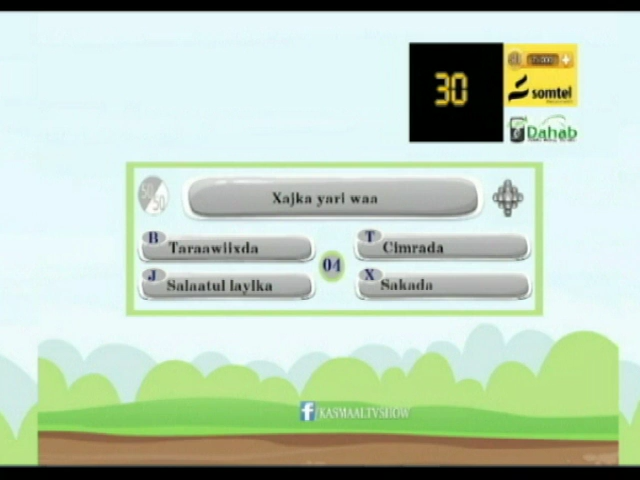 30
somtel
Dahab
50
50
Xajka yari waa
B
Taraawiixda
T
Cimrada
04
J
Salaatul laylka
X
Sakada
KASMAALTVSHOW